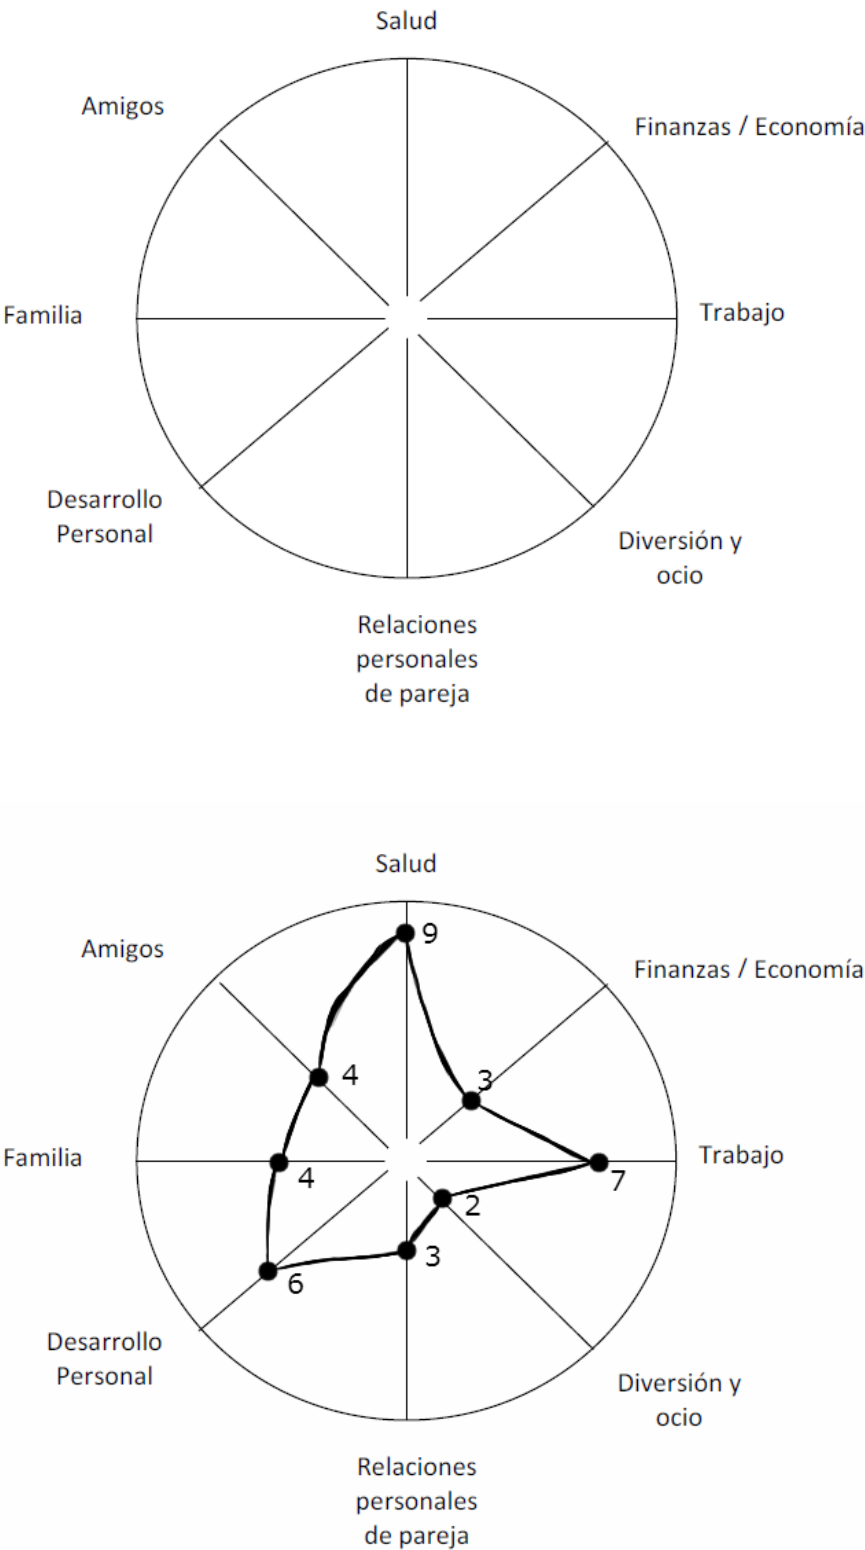 Salud
Amigos
Finanzas / Economía
Familia
Trabajo
Desarrollo
Personal
Diversión y
ocio
Relaciones
personales
de pareja
Salud
9
Amigos
Finanzas / Economía
4
3
Familia
Trabajo
4
7
2
3
6
Desarrollo
Personal
Diversión y
ocio
Relaciones
personales
de pareja